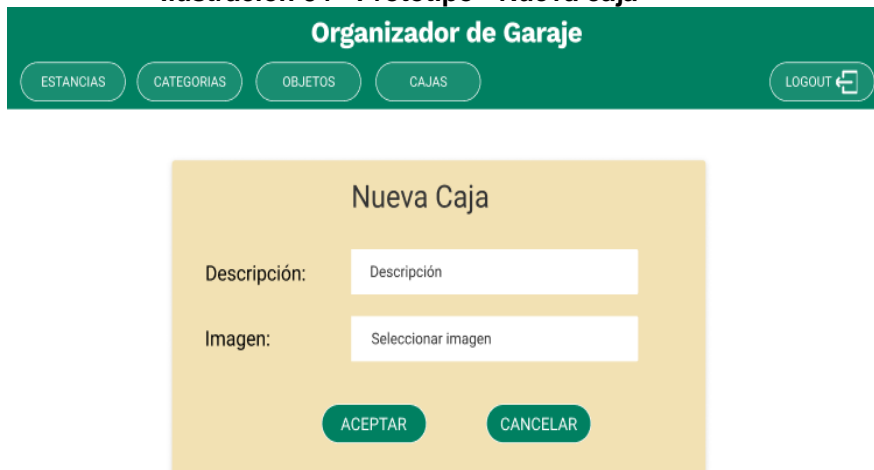 Organizador de Garaje
ESTANCIAS CATEGORIAS OBJETOS CAJAS LOGOUT
Nueva Caja
Descripción: Descripción
Imagen: Seleccionar imagen
ACEPTAR CANCELAR